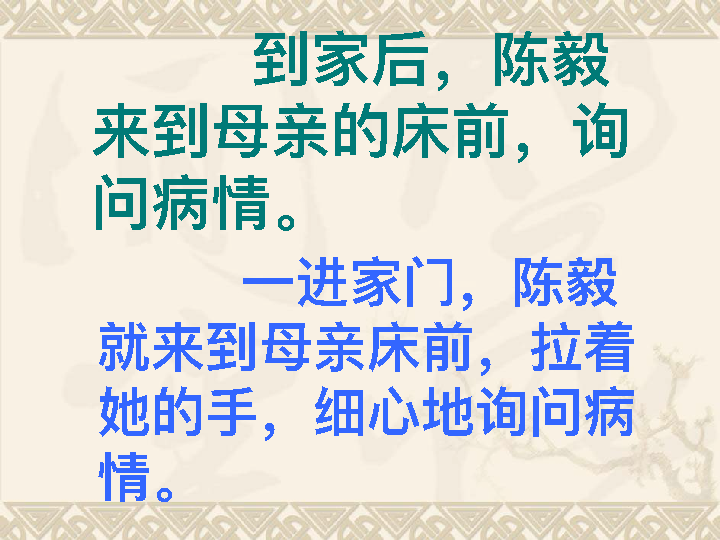 到家后，陈毅
来到母亲的床前，询
问病情。
一进家门，陈毅
就来到母亲床前，拉着
她的手，细心地询问病
情。